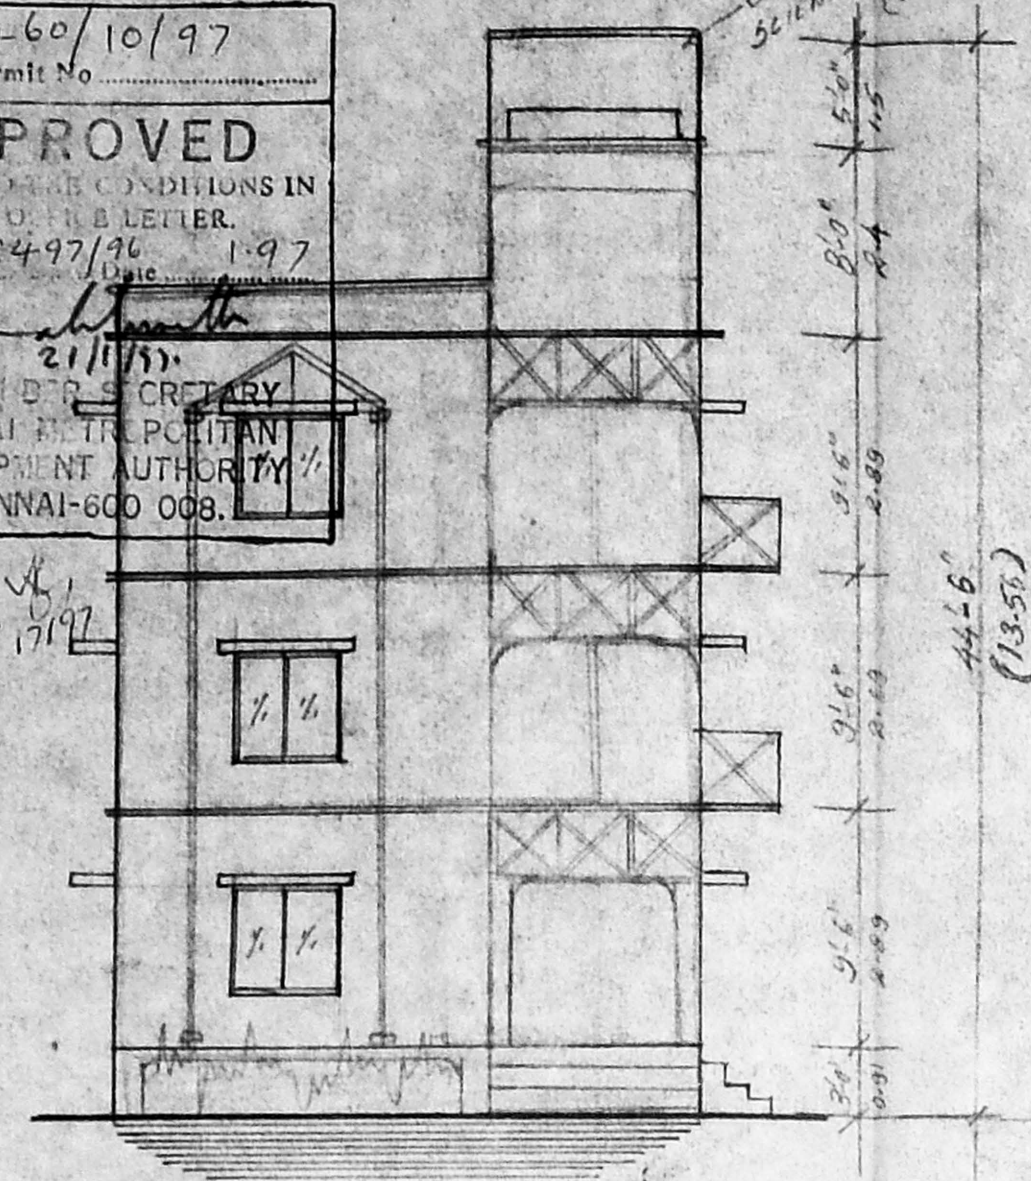 -60/10/97
mit No
PROVED
CONDITIONS IN
LETTER.
497/96 1.97
Date
21/1/97.
DER SECRETARY
AI METROPOLITAN
PMENT AUTHORITY
NNAI-600 008.
17/97
5'0"
1.5
8'.0"
2.4
9'.6"
2.89
9'.6"
2.89
9'.6"
2.89
3'.0"
0.91
44'-6"
(13.56)